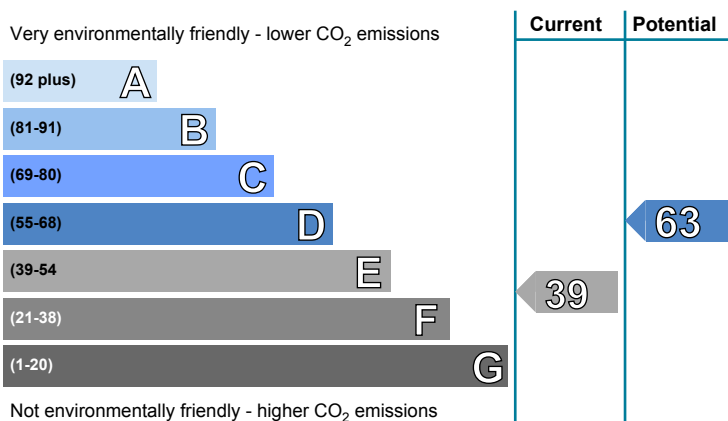 Current Potential
Very environmentally friendly - lower CO2 emissions
(92 plus) A
(81-91) B
(69-80) C
(55-68) D
63
(39-54 E
39
(21-38) F
(1-20) G
Not environmentally friendly - higher CO2 emissions